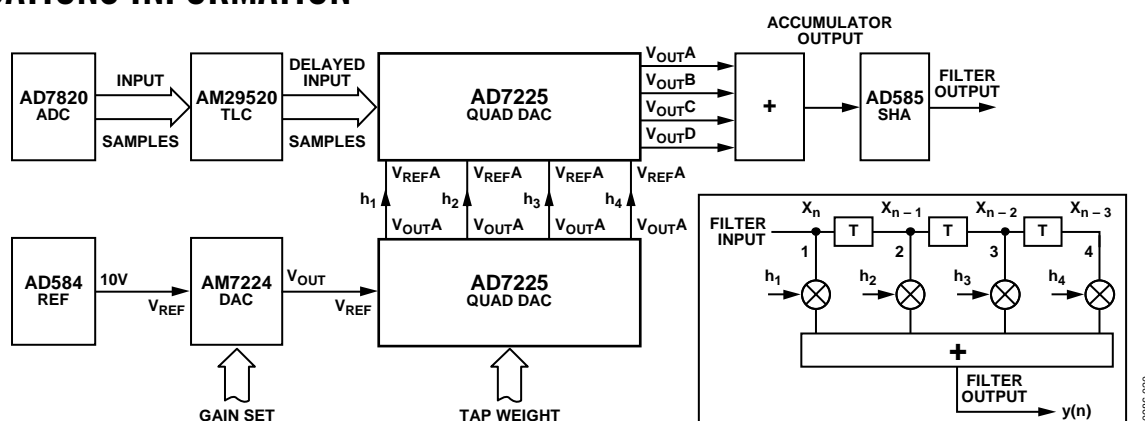 ACCUMULATOR
OUTPUT
AD7820
ADC
INPUT
SAMPLES
AM29520
TLC
DELAYED
INPUT
SAMPLES
AD7225
QUAD DAC
VOUTA
VOUTB
VOUTC
VOUTD
+
AD585
SHA
FILTER
OUTPUT
VREFA
VREFA
VREFA
VREFA
h1
h2
h3
h4
VOUTA
VOUTA
VOUTA
VOUTA
AD584
REF
10V
VREF
AM7224
DAC
VOUT
VREF
AD7225
QUAD DAC
GAIN SET
TAP WEIGHT
FILTER
INPUT
Xn
Xn – 1
Xn – 2
Xn – 3
T
T
T
1
2
3
4
h1
h2
h3
h4
+
FILTER
OUTPUT
y(n)